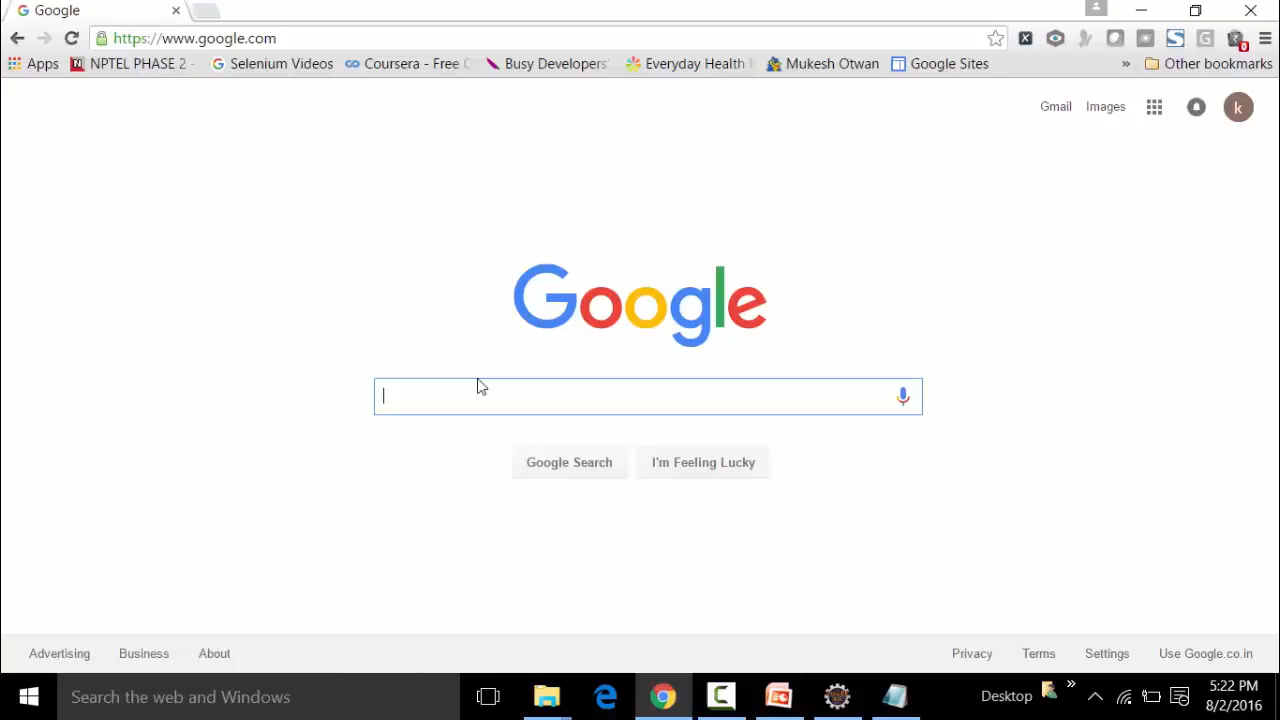 Google
https://www.google.com
Apps NPTEL PHASE 2 - Selenium Videos Coursera - Free Busy Developers' Everyday Health Mukesh Otwan Google Sites » Other bookmarks
Gmail Images k
Google
Google Search I'm Feeling Lucky
Advertising Business About Privacy Terms Settings Use Google.co.in
Search the web and Windows Desktop » 5:22 PM
8/2/2016